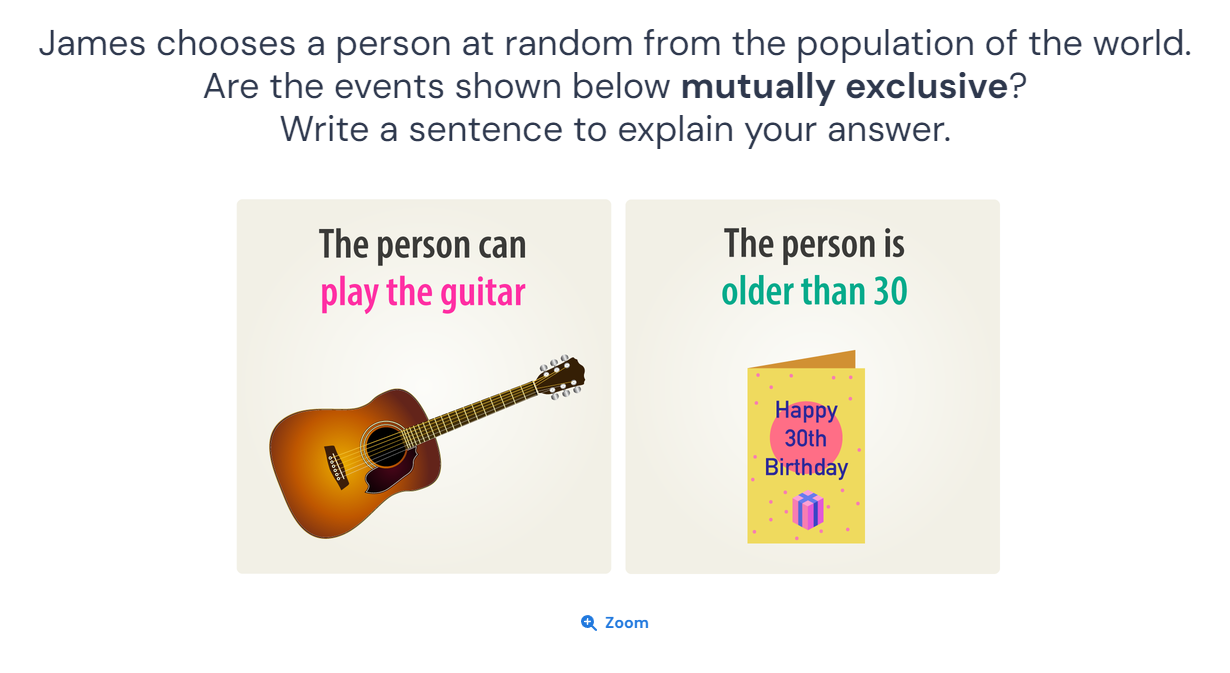 James chooses a person at random from the population of the world.
Are the events shown below mutually exclusive?
Write a sentence to explain your answer.
The person can
play the guitar
The person is
older than 30
Happy
30th
Birthday
Zoom